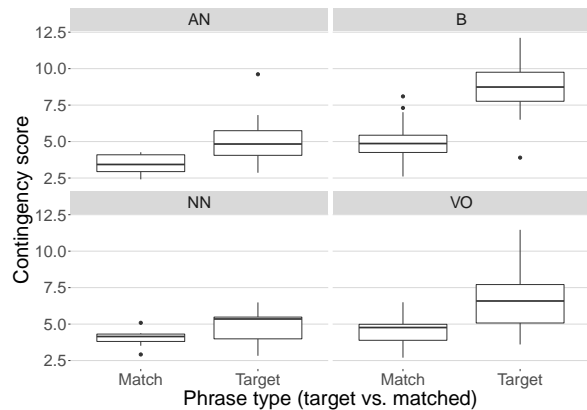 AN B
12.5
10.0
7.5
5.0
2.5
NN VO
12.5
10.0
7.5
5.0
2.5
Match Target Match Target
Phrase type (target vs. matched)
Contingency score